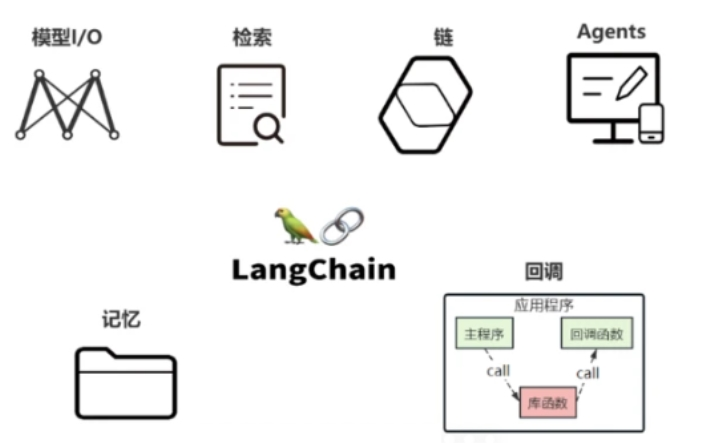 模型I/O
检索
链
Agents
LangChain
记忆
回调
应用程序
主程序
回调函数
call
call
库函数